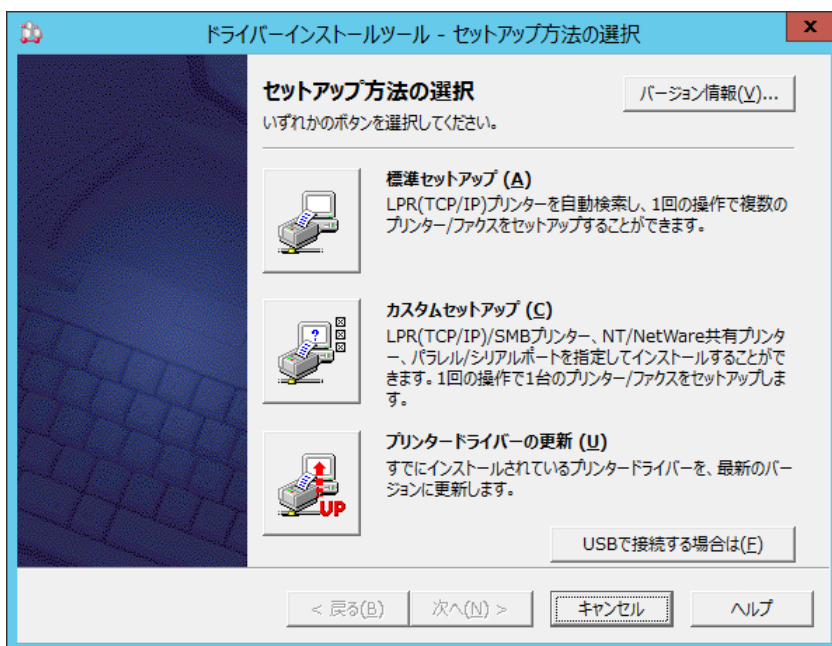 ドライバーインストールツール - セットアップ方法の選択
x
セットアップ方法の選択
バージョン情報(V)...
いずれかのボタンを選択してください。
標準セットアップ (A)
LPR(TCP/IP)プリンターを自動検索し、1回の操作で複数の
プリンター/ファクスをセットアップすることができます。
カスタムセットアップ (C)
?
LPR(TCP/IP)/SMBプリンター、NT/NetWare共有プリンタ
ー、パラレル/シリアルポートを指定してインストールすることがで
きます。1回の操作で1台のプリンター/ファクスをセットアップしま
す。
プリンタードライバーの更新 (U)
すでにインストールされているプリンタードライバーを、最新のバー
ジョンに更新します。
UP
USBで接続する場合は(F)
< 戻る(B)
次へ(N) >
キャンセル
ヘルプ